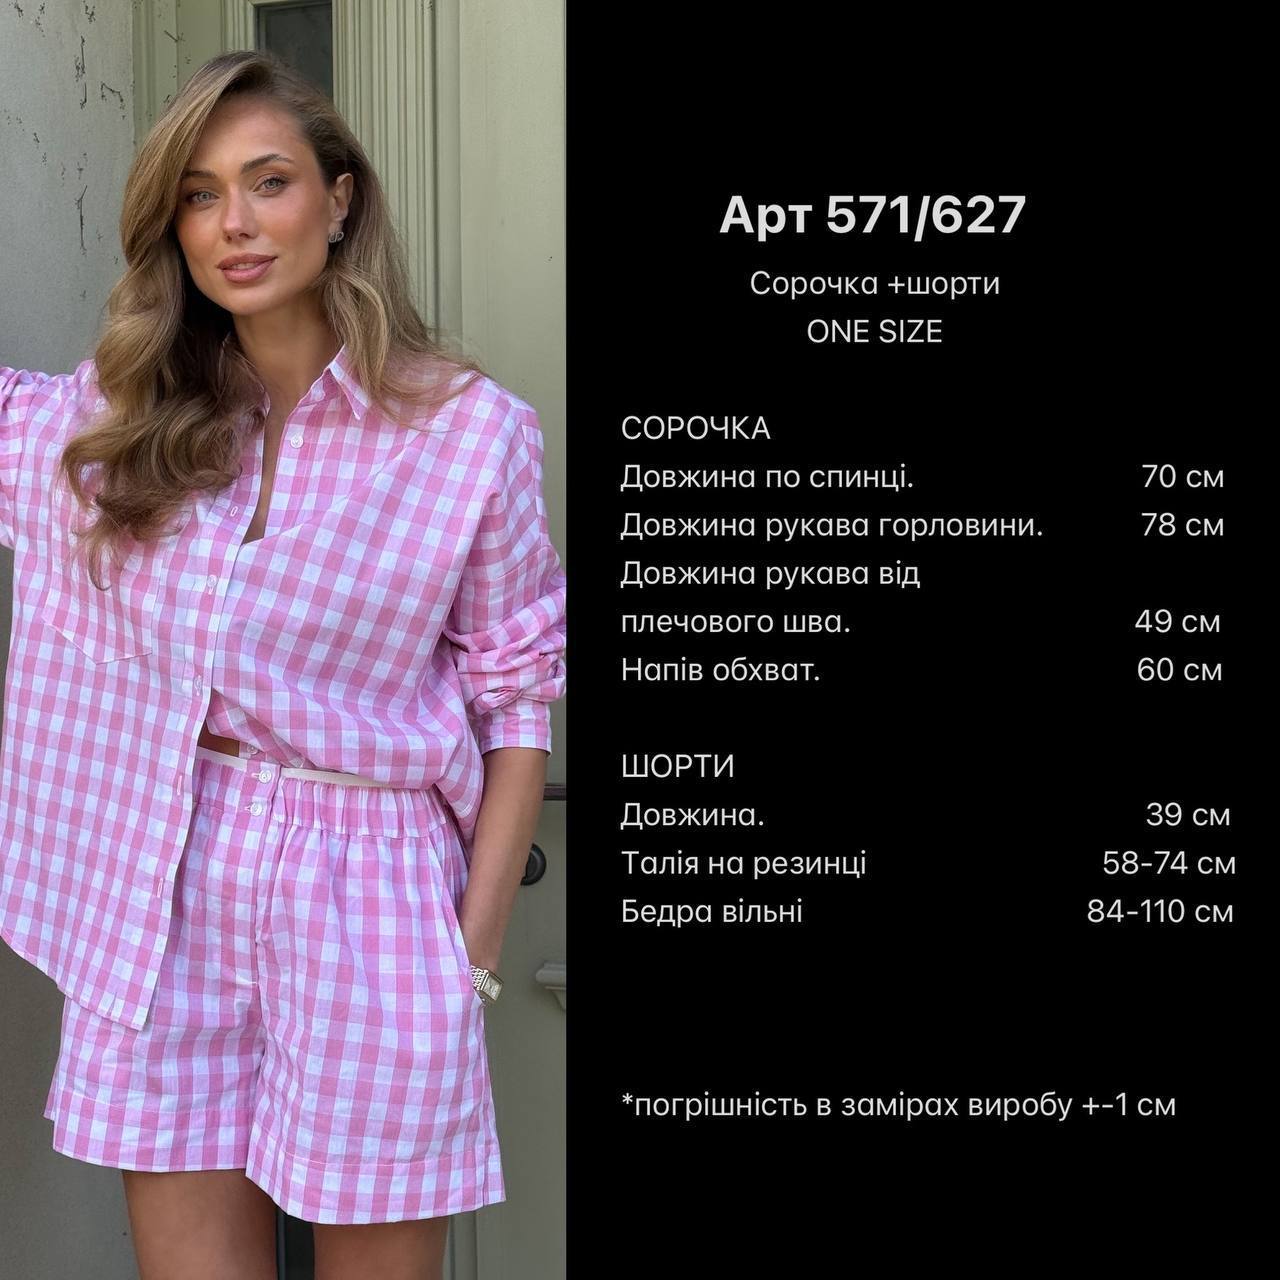 Арт 571/627
Сорочка +шорти
ONE SIZE
СОРОЧКА
Довжина по спинці. 70 см
Довжина рукава горловини. 78 см
Довжина рукава від
плечового шва. 49 см
Напів обхват. 60 см
ШОРТИ
Довжина. 39 см
Талія на резинці 58-74 см
Бедра вільні 84-110 см
*погрішність в замірах виробу +-1 см